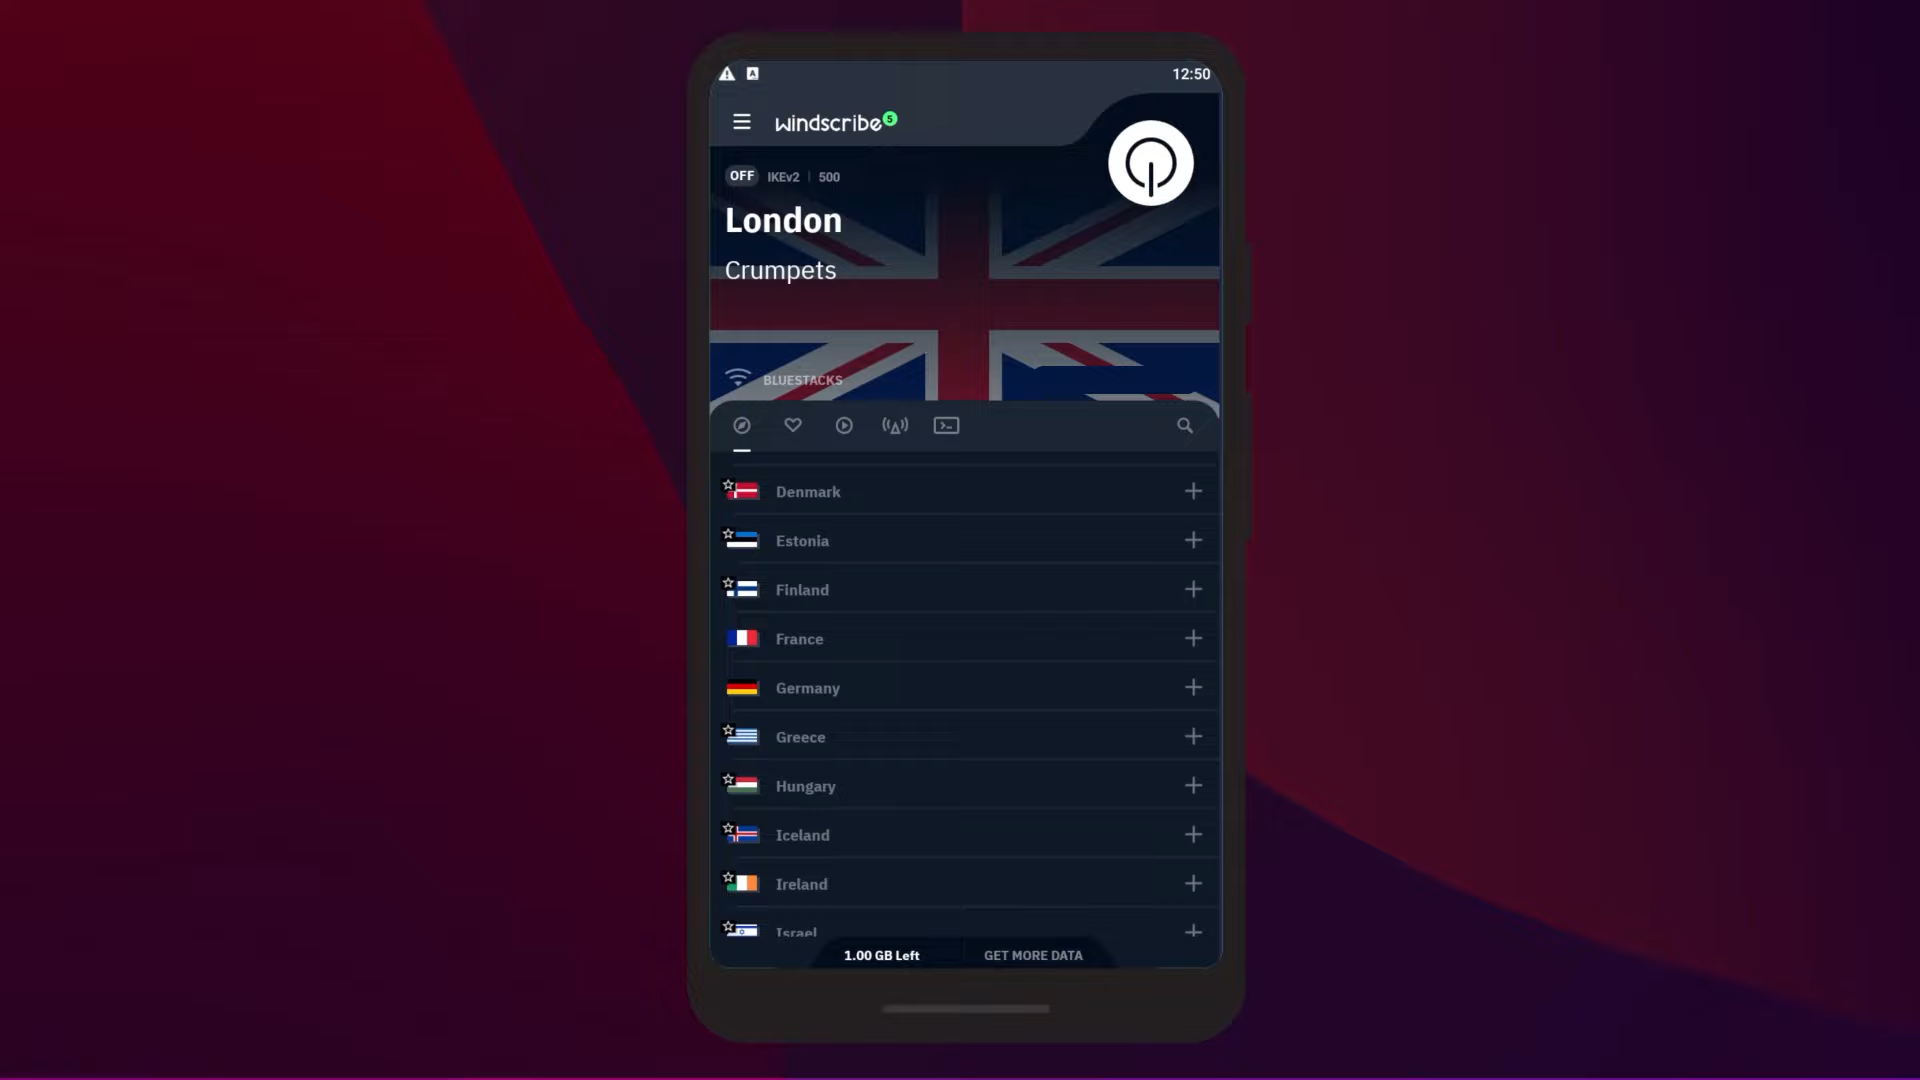 12:50
windscribe 5
OFF IKEv2 | 500
London
Crumpets
BLUESTACKS
Denmark
Estonia
Finland
France
Germany
Greece
Hungary
Iceland
Ireland
Israel
1.00 GB Left GET MORE DATA